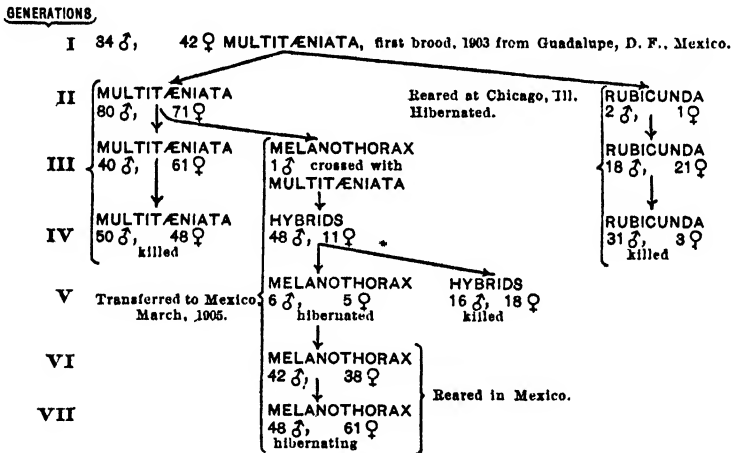 GENERATIONS
I 34 ♂, 42 ♀ MULTITÆNIATA, first brood, 1903 from Guadalupe, D. F., Mexico.
II MULTITÆNIATA Reared at Chicago, Ill. RUBICUNDA
80 ♂, 71 ♀ Hibernated. 2 ♂, 1 ♀
III MULTITÆNIATA MELANOTHORAX RUBICUNDA
40 ♂, 61 ♀ 1 ♂ crossed with 18 ♂, 21 ♀
MULTITÆNIATA
IV MULTITÆNIATA HYBRIDS RUBICUNDA
50 ♂, 48 ♀ 48 ♂, 11 ♀ * 31 ♂, 3 ♀
killed killed
V Transferred to Mexico MELANOTHORAX HYBRIDS
March, 1905. 6 ♂, 5 ♀ 16 ♂, 18 ♀
hibernated killed
VI MELANOTHORAX
42 ♂, 38 ♀ Reared in Mexico.
VII MELANOTHORAX
48 ♂, 61 ♀
hibernating